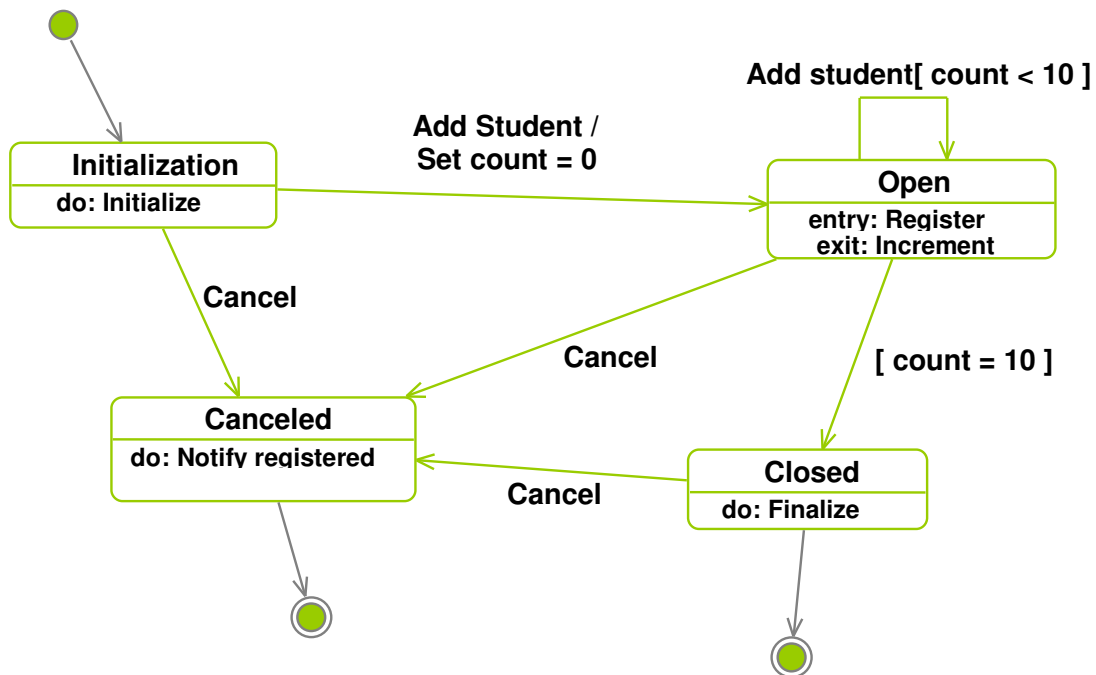 Add student[ count < 10 ]
Add Student /
Set count = 0
Initialization
do: Initialize
Open
entry: Register
exit: Increment
Cancel
Cancel
[ count = 10 ]
Canceled
do: Notify registered
Closed
do: Finalize
Cancel